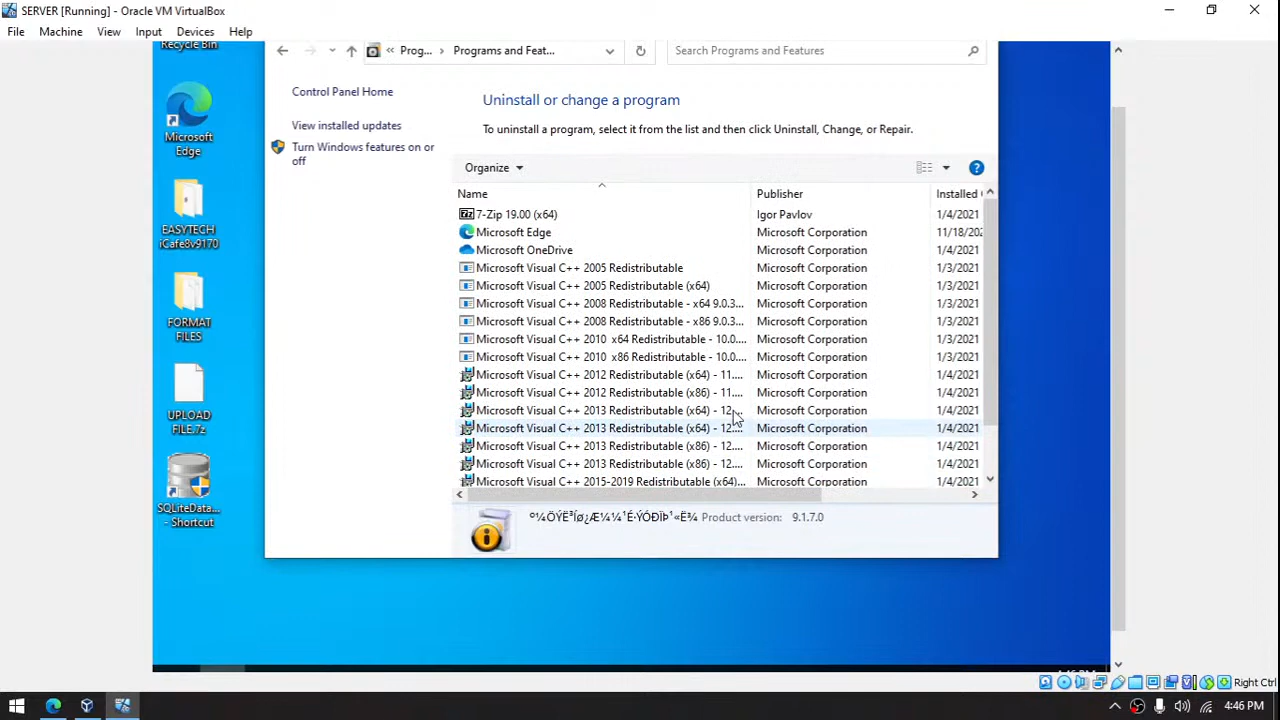 SERVER [Running] - Oracle VM VirtualBox
File Machine View Input Devices Help
Recycle Bin
Prog... Programs and Feat... Search Programs and Features
Control Panel Home
View installed updates
Turn Windows features on or
off
Uninstall or change a program
To uninstall a program, select it from the list and then click Uninstall, Change, or Repair.
Organize
Name Publisher Installed
7-Zip 19.00 (x64) Igor Pavlov 1/4/2021
Microsoft Edge Microsoft Corporation 11/18/202
Microsoft OneDrive Microsoft Corporation 1/4/2021
Microsoft Visual C++ 2005 Redistributable Microsoft Corporation 1/3/2021
Microsoft Visual C++ 2005 Redistributable (x64) Microsoft Corporation 1/3/2021
Microsoft Visual C++ 2008 Redistributable - x64 9.0.3... Microsoft Corporation 1/3/2021
Microsoft Visual C++ 2008 Redistributable - x86 9.0.3... Microsoft Corporation 1/3/2021
Microsoft Visual C++ 2010 x64 Redistributable - 10.0.... Microsoft Corporation 1/3/2021
Microsoft Visual C++ 2010 x86 Redistributable - 10.0.... Microsoft Corporation 1/3/2021
Microsoft Visual C++ 2012 Redistributable (x64) - 11.... Microsoft Corporation 1/4/2021
Microsoft Visual C++ 2012 Redistributable (x86) - 11.... Microsoft Corporation 1/4/2021
Microsoft Visual C++ 2013 Redistributable (x64) - 12.... Microsoft Corporation 1/4/2021
Microsoft Visual C++ 2013 Redistributable (x64) - 12.... Microsoft Corporation 1/4/2021
Microsoft Visual C++ 2013 Redistributable (x86) - 12.... Microsoft Corporation 1/4/2021
Microsoft Visual C++ 2013 Redistributable (x86) - 12.... Microsoft Corporation 1/4/2021
Microsoft Visual C++ 2015-2019 Redistributable (x64)... Microsoft Corporation 1/4/2021
Product version: 9.1.7.0
Microsoft
Edge
EASYTECH
iCafe8v9170
FORMAT
FILES
UPLOAD
FILE.7z
SQLiteData...
- Shortcut
4:46 PM
Right Ctrl
4:46 PM